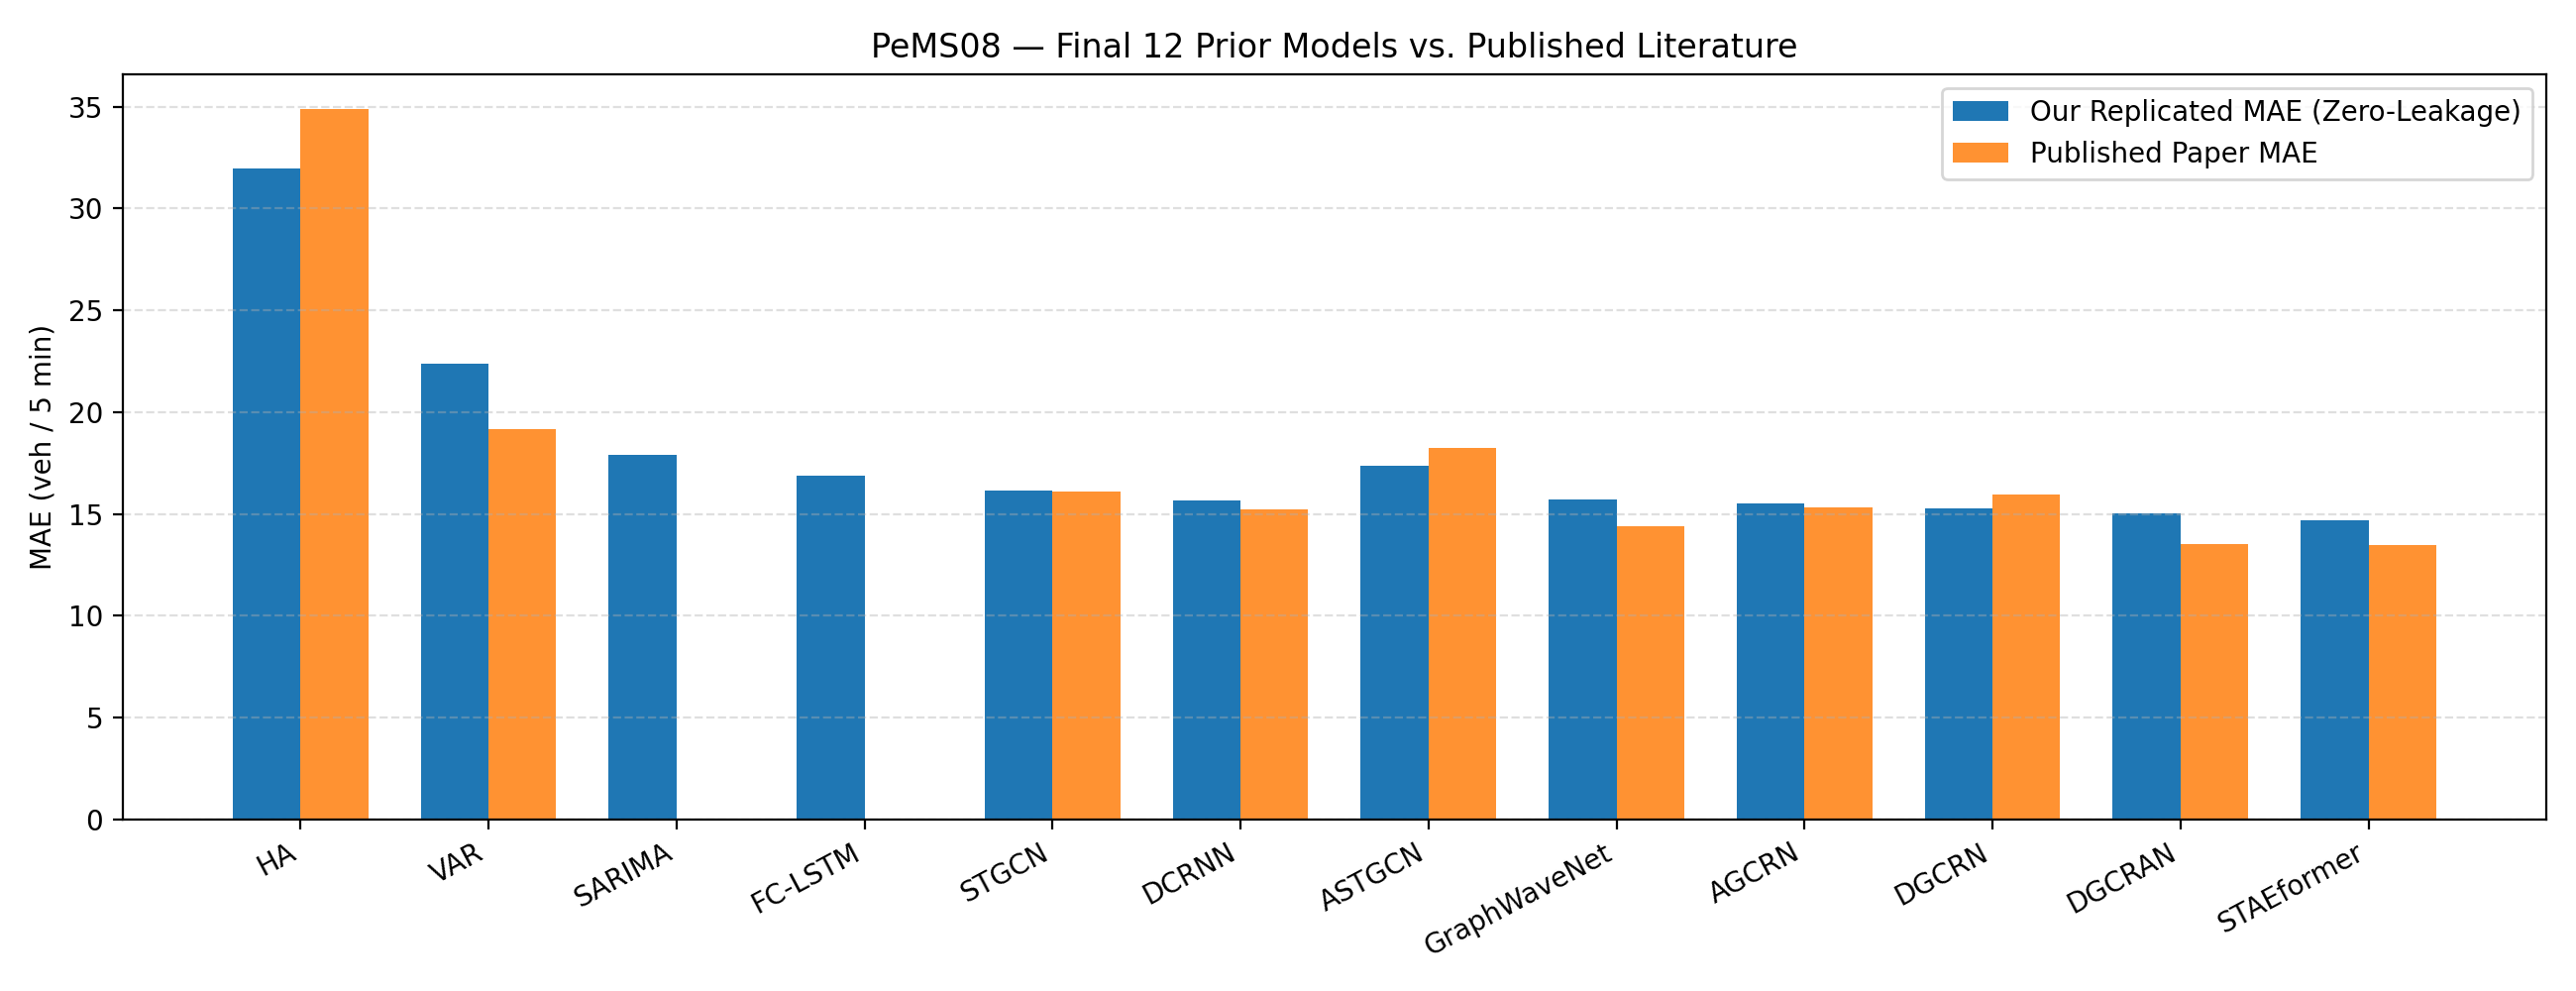 PeMS08 — Final 12 Prior Models vs. Published Literature
Our Replicated MAE (Zero-Leakage)
Published Paper MAE
MAE (veh / 5 min)
35
30
25
20
15
10
5
0
HA
VAR
SARIMA
FC-LSTM
STGCN
DCRNN
ASTGCN
GraphWaveNet
AGCRN
DGCRN
DGCRAN
STAEformer